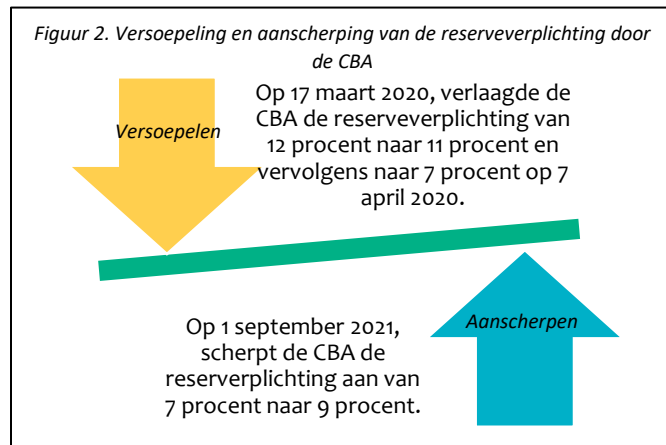 Figuur 2. Versoepeling en aanscherping van de reserveverplichting door
de CBA
Versoepelen
Op 17 maart 2020, verlaagde de
CBA de reserveverplichting van
12 procent naar 11 procent en
vervolgens naar 7 procent op 7
april 2020.
Op 1 september 2021,
scherpt de CBA de
reserverplichting aan van
7 procent naar 9 procent.
Aanscherpen